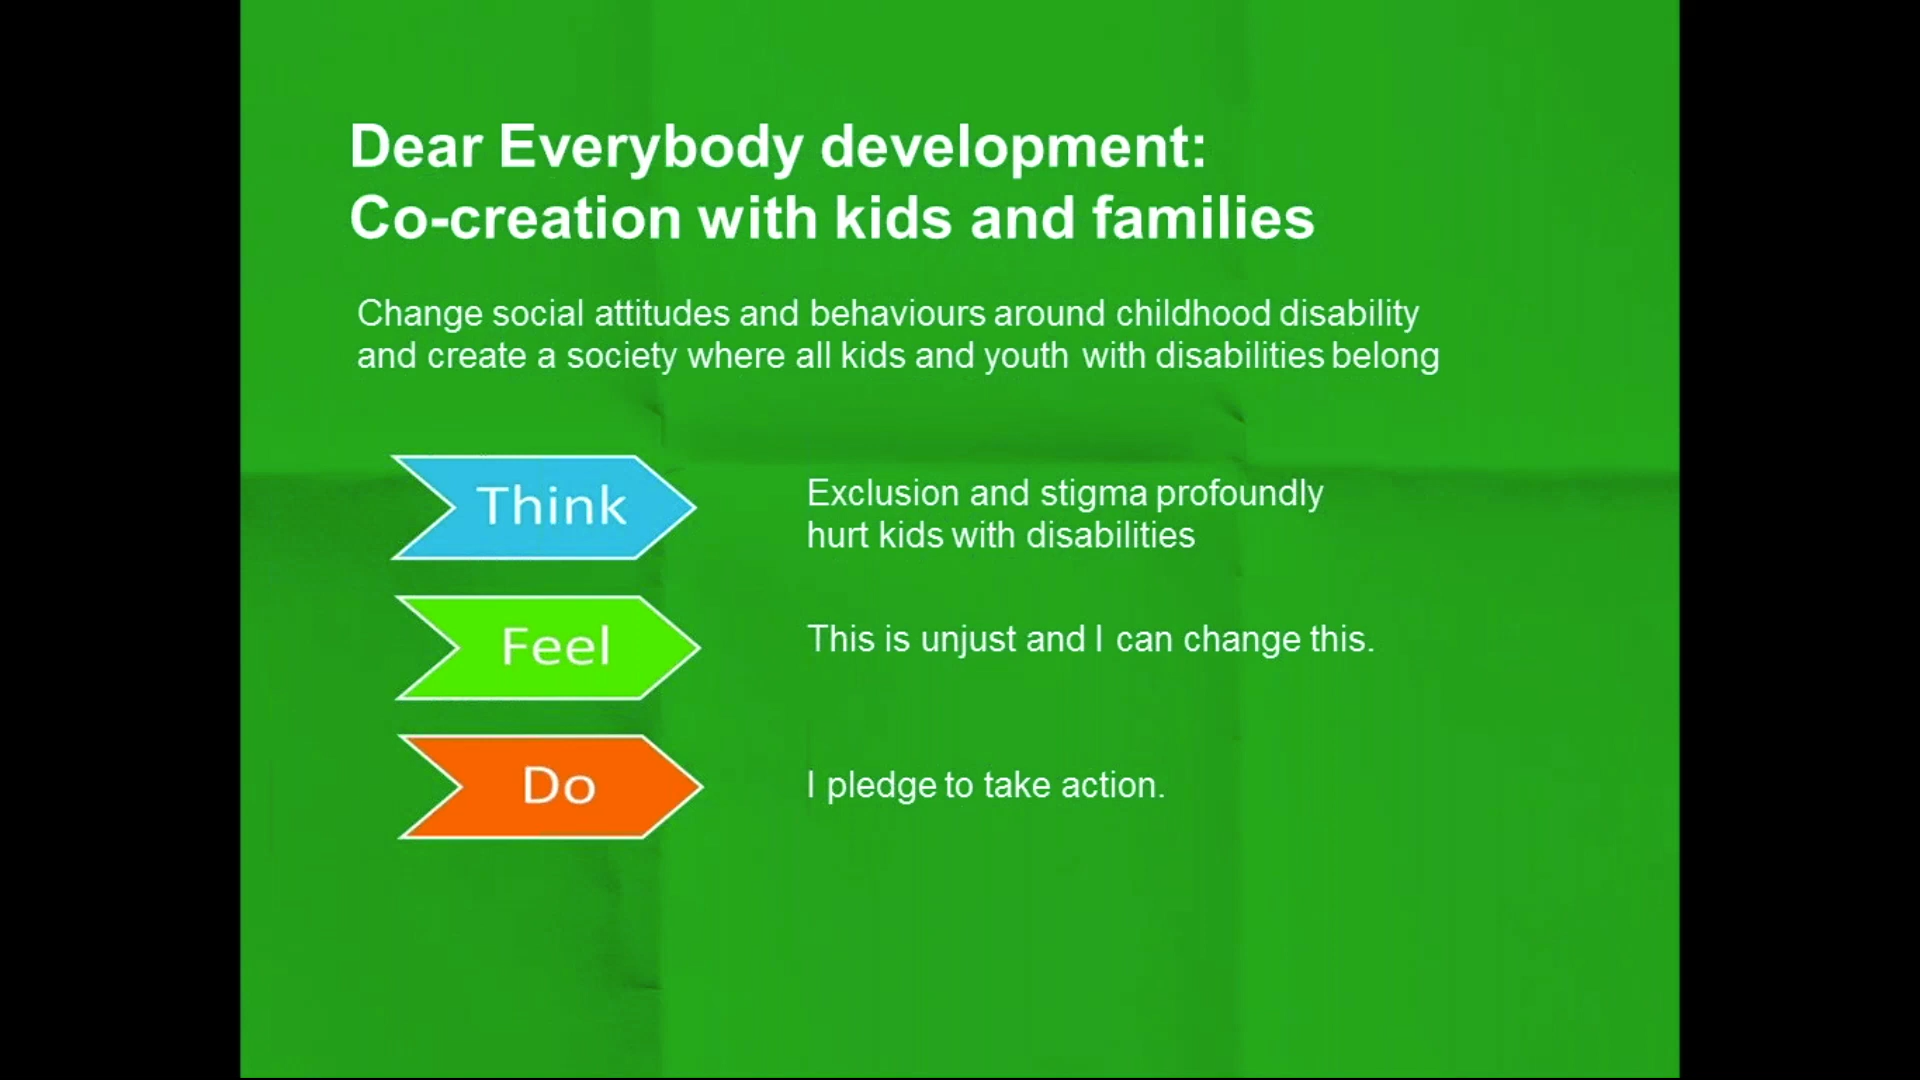 Dear Everybody development:
Co-creation with kids and families
Change social attitudes and behaviours around childhood disability
and create a society where all kids and youth with disabilities belong
Think
Exclusion and stigma profoundly
hurt kids with disabilities
Feel
This is unjust and I can change this.
Do
I pledge to take action.